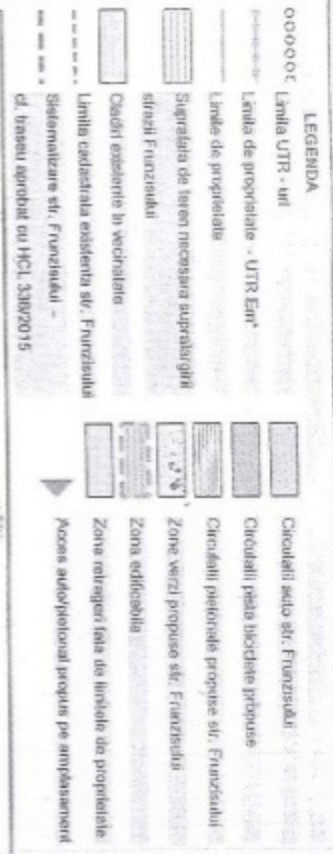 LEGENDA
Limita UTR - uri
Limita de proprietate - UTR Em*
Limite de proprietate
Suprafata de teren necesara supralargirii
strazii Frunzisului
Cladiri existente in vecinatate
Limita cadastrala existenta str. Frunzisului
Sistematizare str. Frunzisului -
cf. traseu aprobat cu HCL 336/2015
Circulatii auto str. Frunzisului
Circulatii pista biciclete propuse
Circulatii pietonale propuse str. Frunzisului
Zone verzi propuse str. Frunzisului
Zona edificabila
Zona retrageri fata de limitele de proprietate
Acces auto/pietonal propus pe amplasament